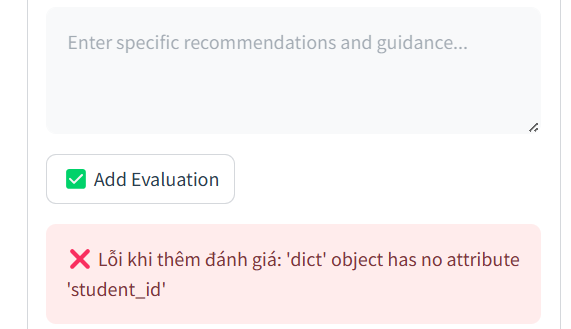 Enter specific recommendations and guidance...
✅ Add Evaluation
❌ Lỗi khi thêm đánh giá: 'dict' object has no attribute
'student_id'